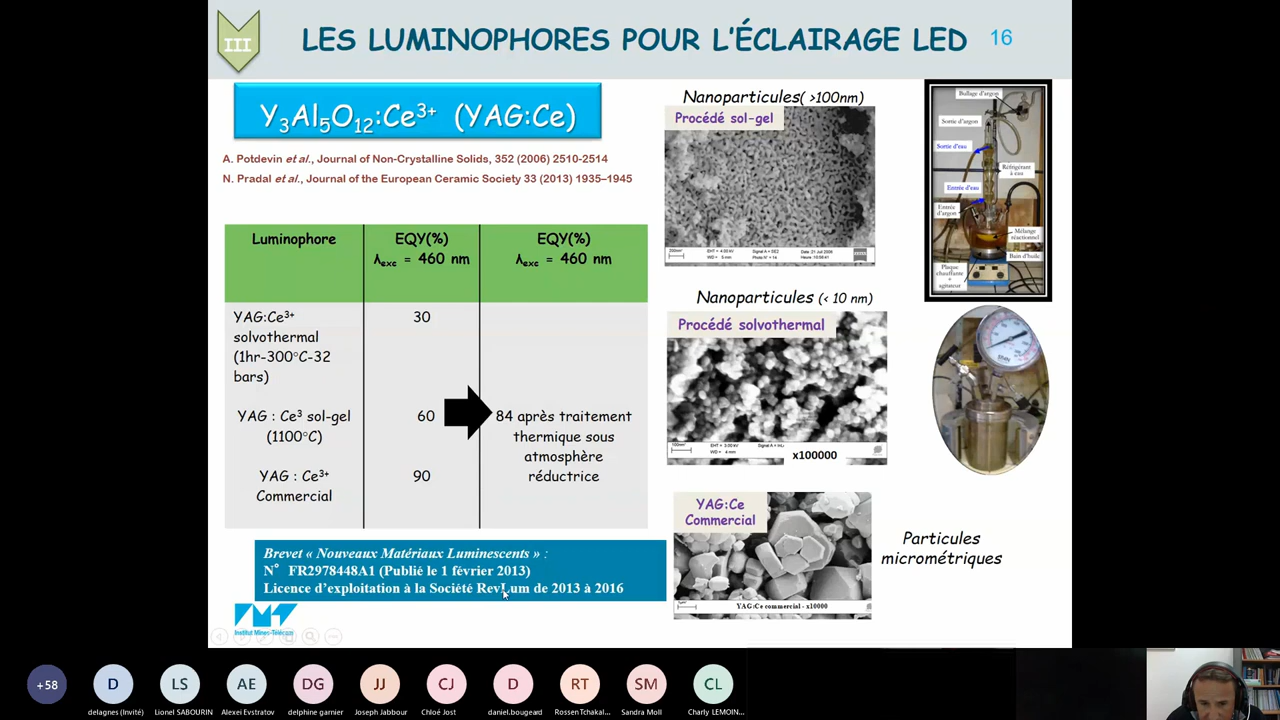 III
LES LUMINOPHORES POUR L'ÉCLAIRAGE LED
16
Y3Al5O12:Ce3+ (YAG:Ce)
A. Potdevin et al., Journal of Non-Crystalline Solids, 352 (2006) 2510-2514
N. Pradal et al., Journal of the European Ceramic Society 33 (2013) 1935–1945
Luminophore
EQY(%)
λexc = 460 nm
EQY(%)
λexc = 460 nm
YAG:Ce3+
solvothermal
(1hr-300°C-32
bars)
30
YAG : Ce3 sol-gel
(1100°C)
60
84 après traitement
thermique sous
atmosphère
réductrice
YAG : Ce3+
Commercial
90
Brevet « Nouveaux Matériaux Luminescents » :
N° FR2978448A1 (Publié le 1 février 2013)
Licence d'exploitation à la Société RevLum de 2013 à 2016
Institut Mines-Télécom
Nanoparticules( >100nm)
Procédé sol-gel
Nanoparticules (< 10 nm)
Procédé solvothermal
x100000
YAG:Ce
Commercial
YAG:Ce commercial - x10000
Particules
micrométriques
Bullage d'argon
Sortie d'argon
Sortie d'eau
Réfrigérant
à eau
Entrée d'eau
Entrée
d'argon
Mélange
réactionnel
Bain d'huile
Plaque
chauffante
+
agitateur
+58
D
LS
AE
DG
JJ
CJ
D
RT
SM
CL
delagnes (Invité)
Lionel SABOURIN
Alexei Evstratov
delphine garnier
Joseph Jabbour
Chloé Jost
daniel.bougeard
Rossen Tchakal...
Sandra Moll
Charly LEMOIN...